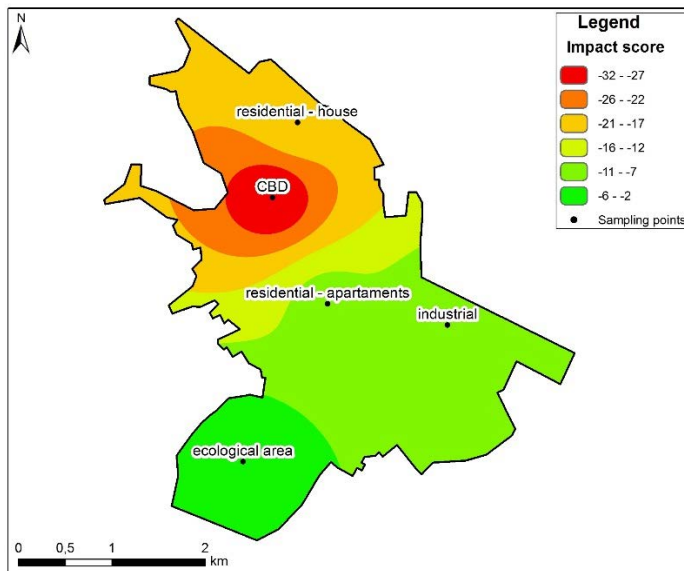 N
Legend
Impact score
-32 - -27
-26 - -22
-21 - -17
-16 - -12
-11 - -7
-6 - -2
Sampling points
residential - house
CBD
residential - apartaments
industrial
ecological area
0 0,5 1 2
km